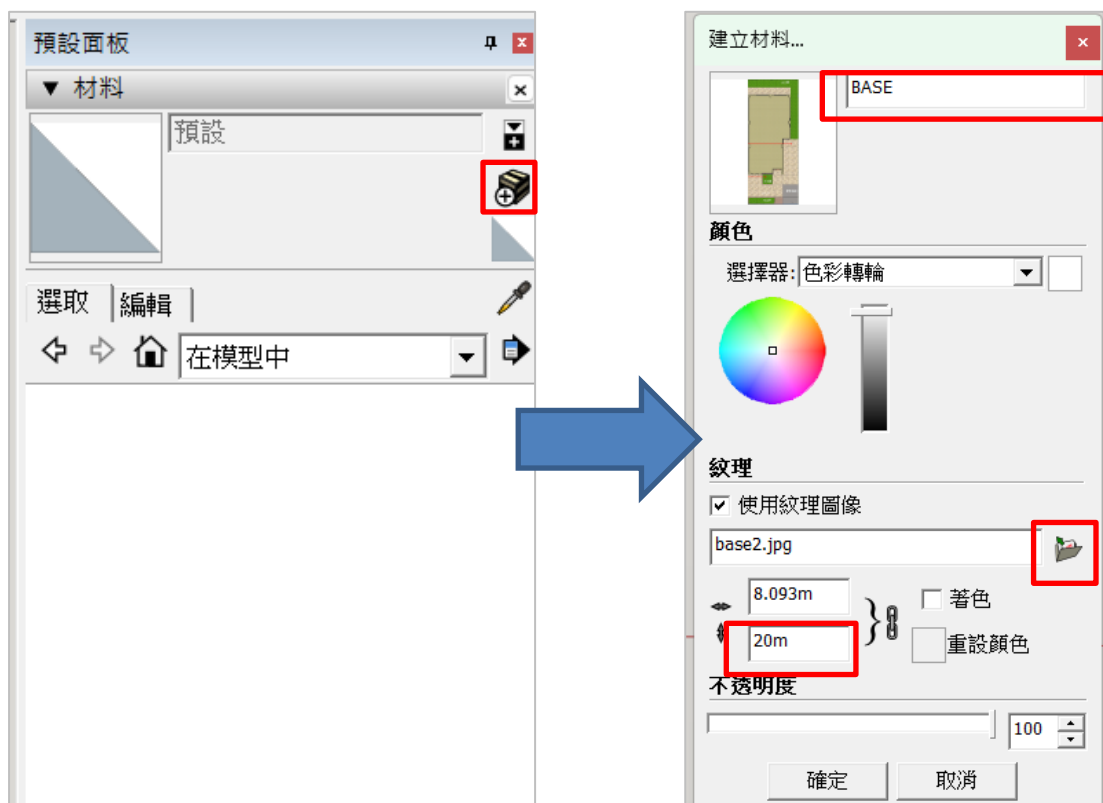 預設面板
▼ 材料
預設
選取
編輯
在模型中
建立材料...
BASE
顏色
選擇器:
色彩轉輪
紋理
使用紋理圖像
base2.jpg
8.093m
著色
20m
重設顏色
不透明度
100
確定
取消